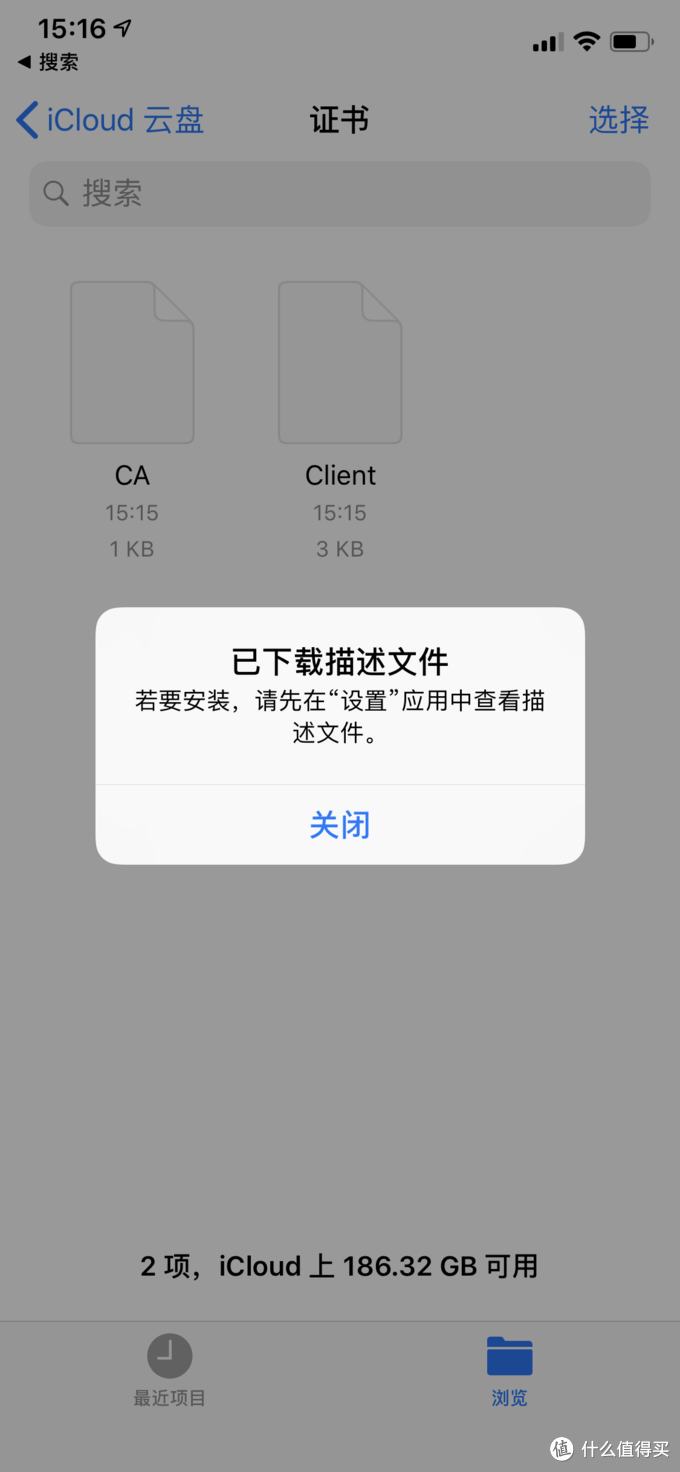 15:16
搜索
iCloud 云盘
证书
选择
搜索
CA
Client
15:15
15:15
1 KB
3 KB
已下载描述文件
若要安装，请先在“设置”应用中查看描
述文件。
关闭
2 项，iCloud 上 186.32 GB 可用
最近项目
浏览
值 什么值得买